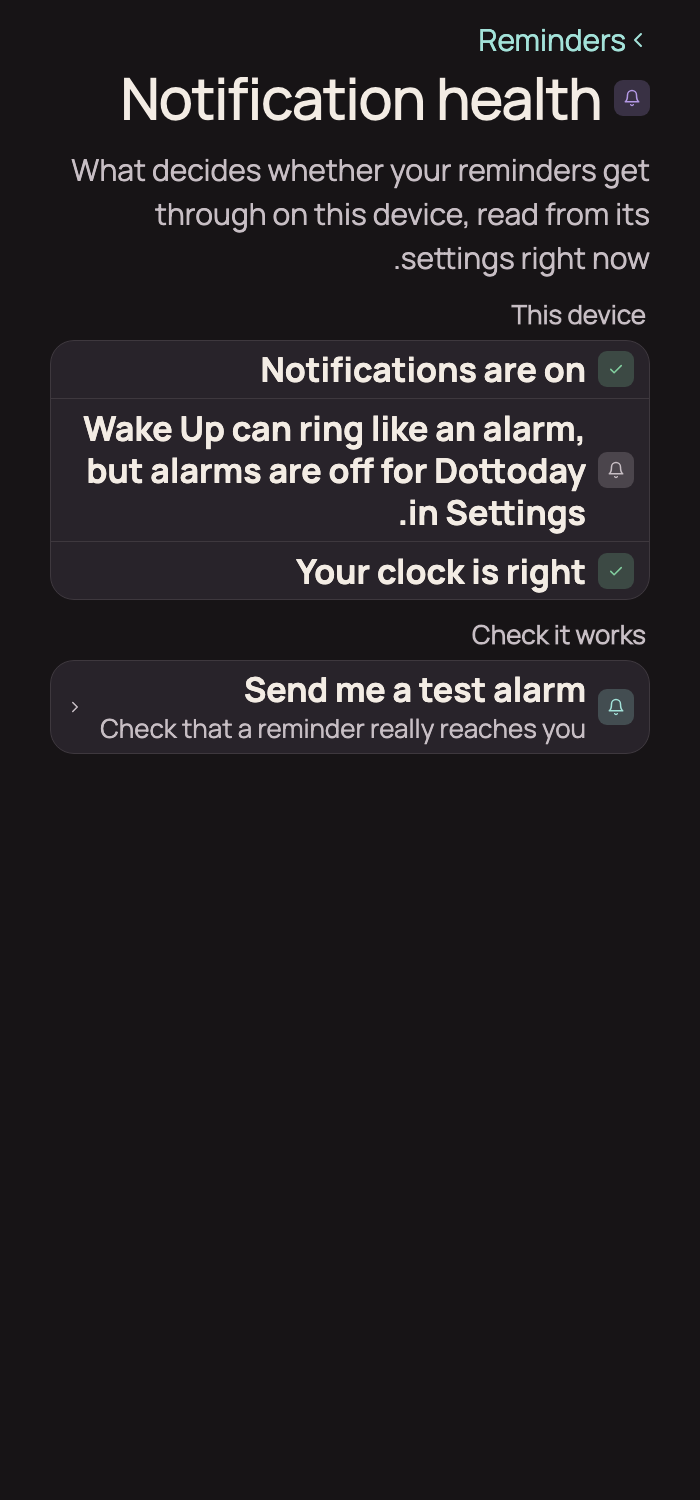 Reminders
Notification health
What decides whether your reminders get
through on this device, read from its
.settings right now
This device
Notifications are on
Wake Up can ring like an alarm,
but alarms are off for Dottoday
.in Settings
Your clock is right
Check it works
Send me a test alarm
Check that a reminder really reaches you